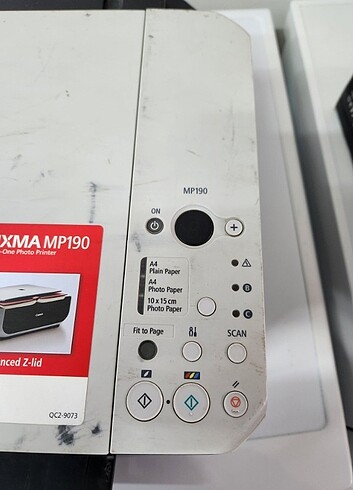 MP190
ON
XMA MP190
-One Photo Printer
A4
Plain Paper
A4
Photo Paper
10 x 15 cm
Photo Paper
B
C
Fit to Page
SCAN
nced Z-lid
QC2-9073